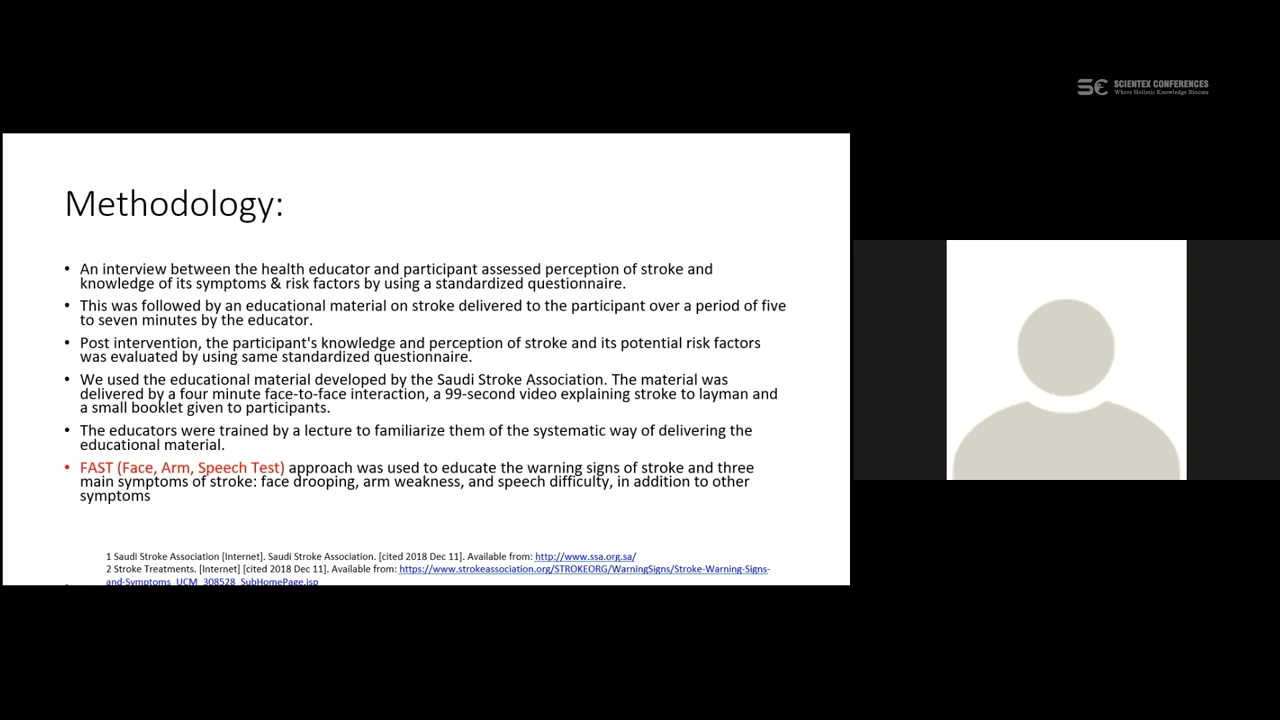 SCIENTEX CONFERENCES
Where Holistic Knowledge Blooms
Methodology:
• An interview between the health educator and participant assessed perception of stroke and
knowledge of its symptoms & risk factors by using a standardized questionnaire.
• This was followed by an educational material on stroke delivered to the participant over a period of five
to seven minutes by the educator.
• Post intervention, the participant's knowledge and perception of stroke and its potential risk factors
was evaluated by using same standardized questionnaire.
• We used the educational material developed by the Saudi Stroke Association. The material was
delivered by a four minute face-to-face interaction, a 99-second video explaining stroke to layman and
a small booklet given to participants.
• The educators were trained by a lecture to familiarize them of the systematic way of delivering the
educational material.
• FAST (Face, Arm, Speech Test) approach was used to educate the warning signs of stroke and three
main symptoms of stroke: face drooping, arm weakness, and speech difficulty, in addition to other
symptoms
1 Saudi Stroke Association [Internet]. Saudi Stroke Association. [cited 2018 Dec 11]. Available from: http://www.ssa.org.sa/
2 Stroke Treatments. [Internet] [cited 2018 Dec 11]. Available from: https://www.strokeassociation.org/STROKEORG/WarningSigns/Stroke-Warning-Signs-
and-Symptoms_UCM_308528_SubHomePage.jsp